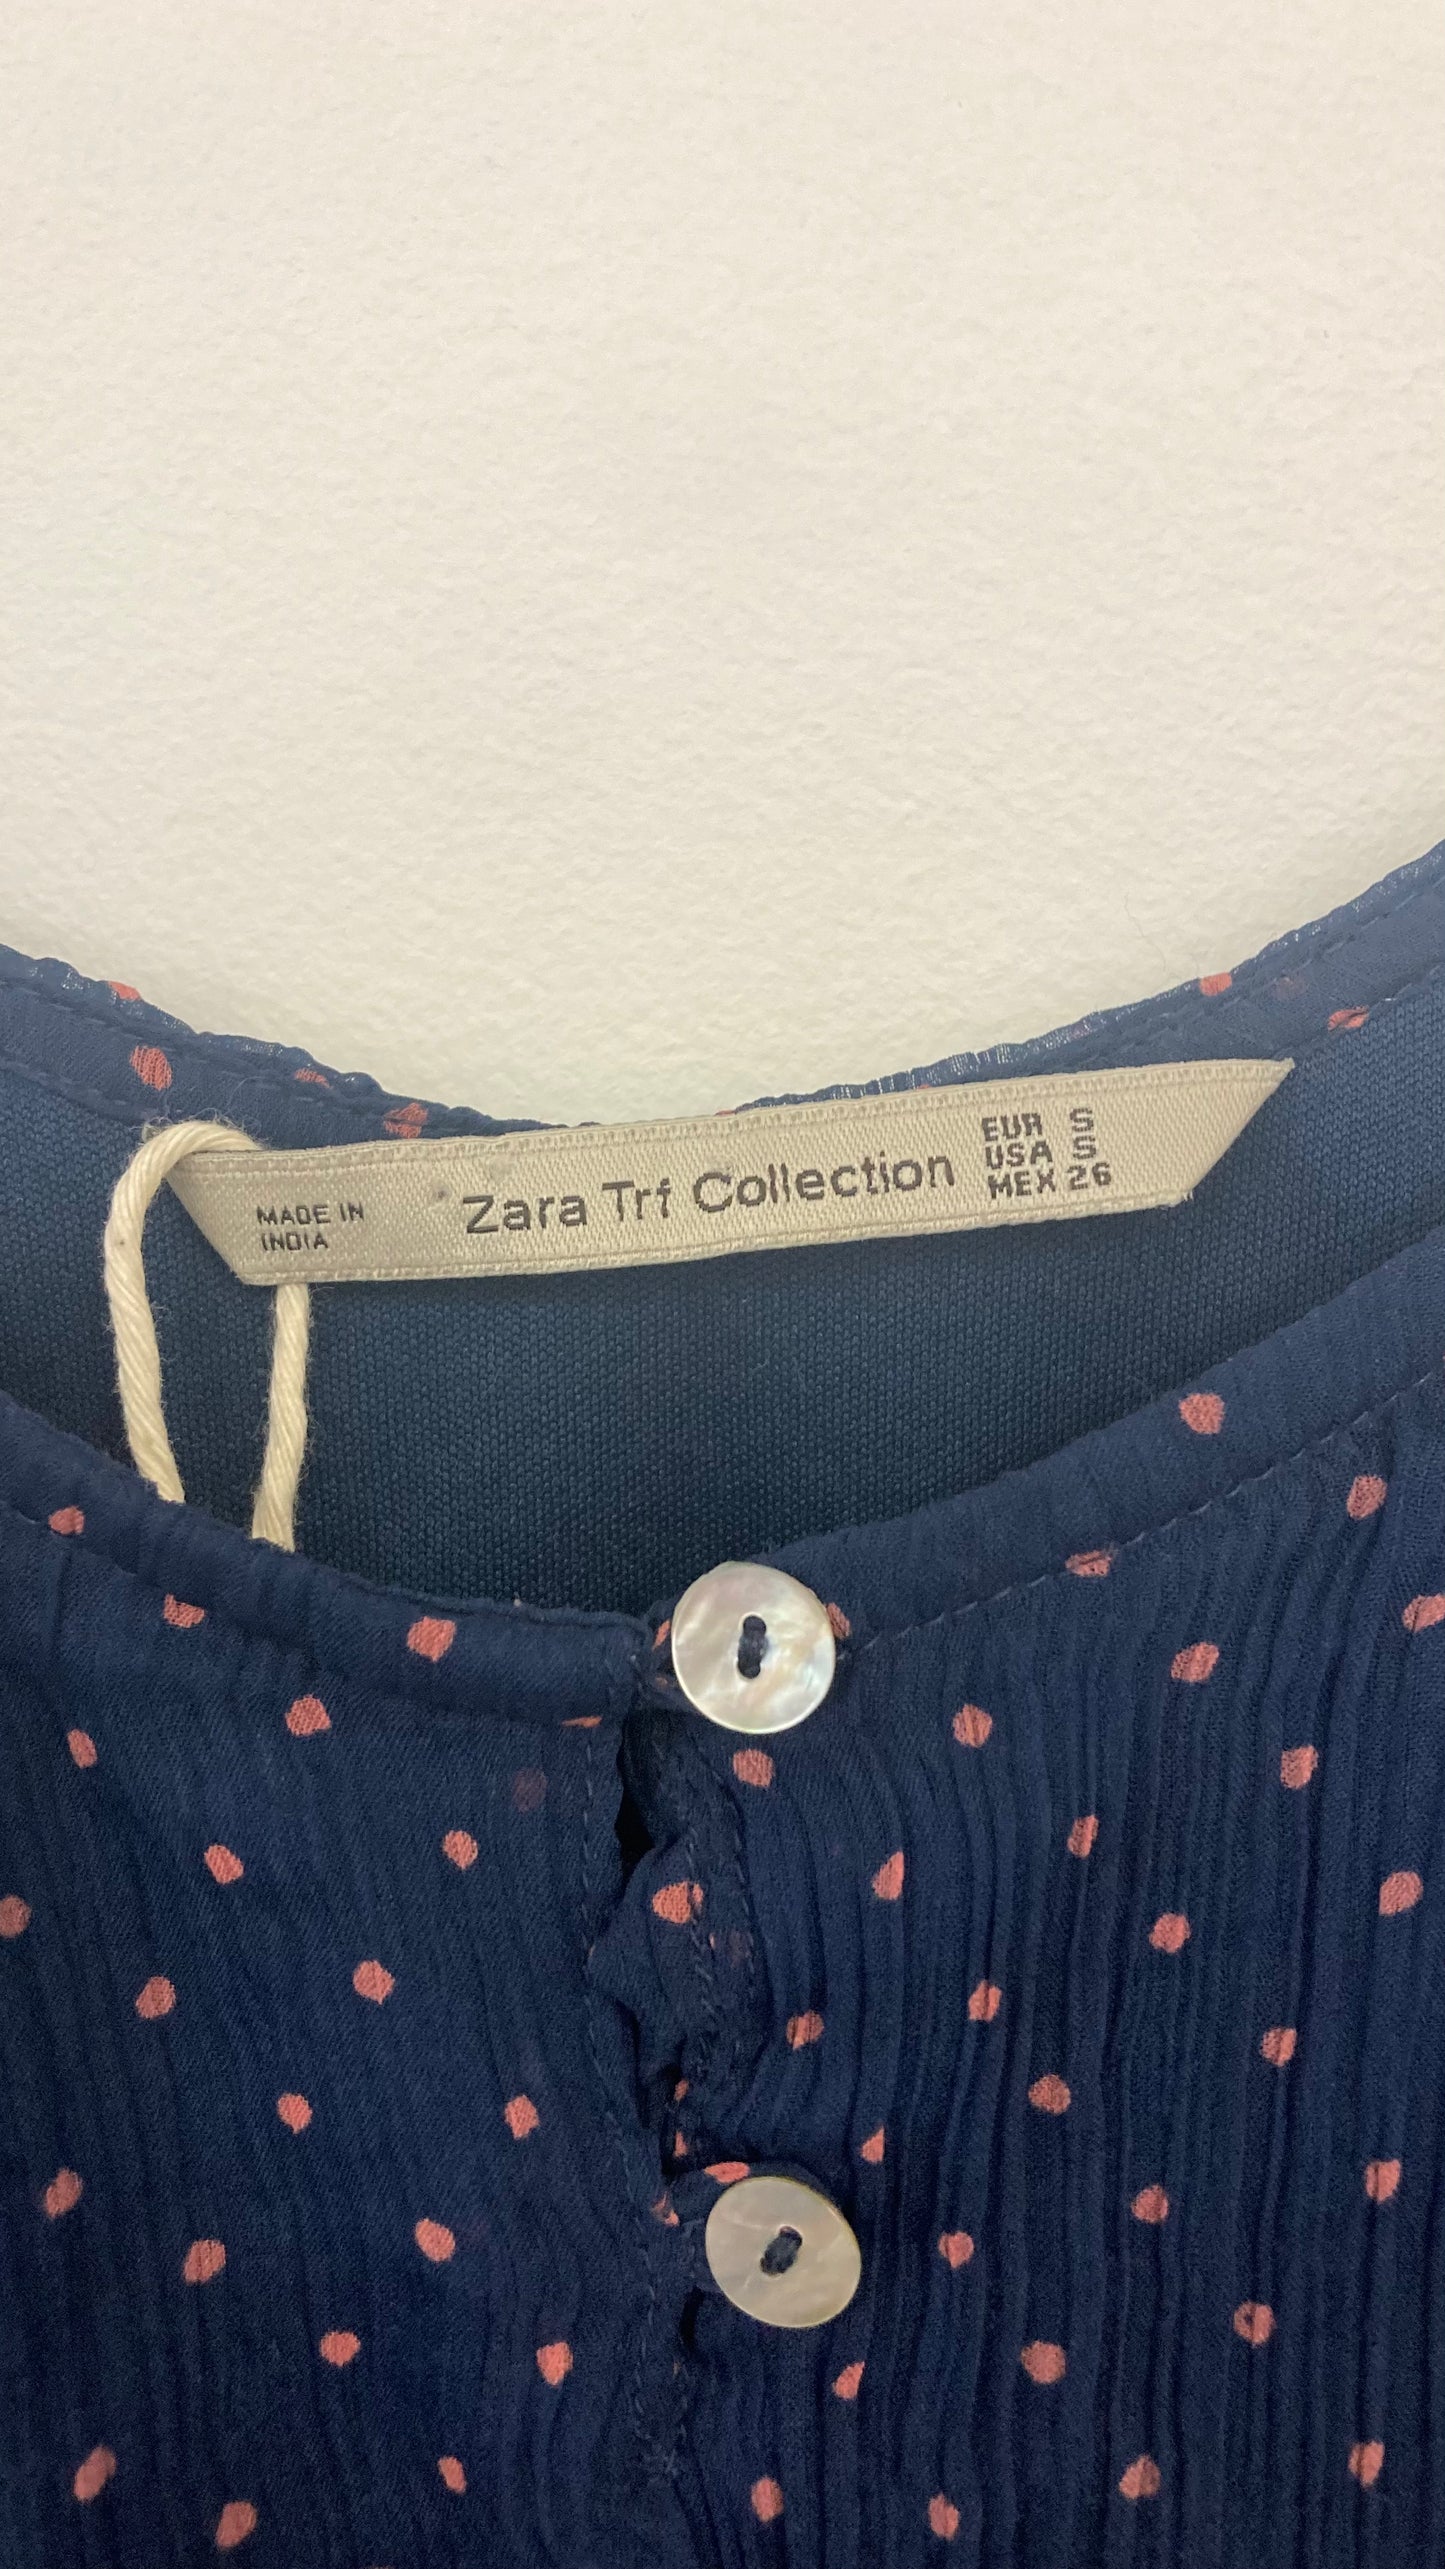 MADE IN
INDIA
Zara Trf Collection
EUR S
USA S
MEX 26